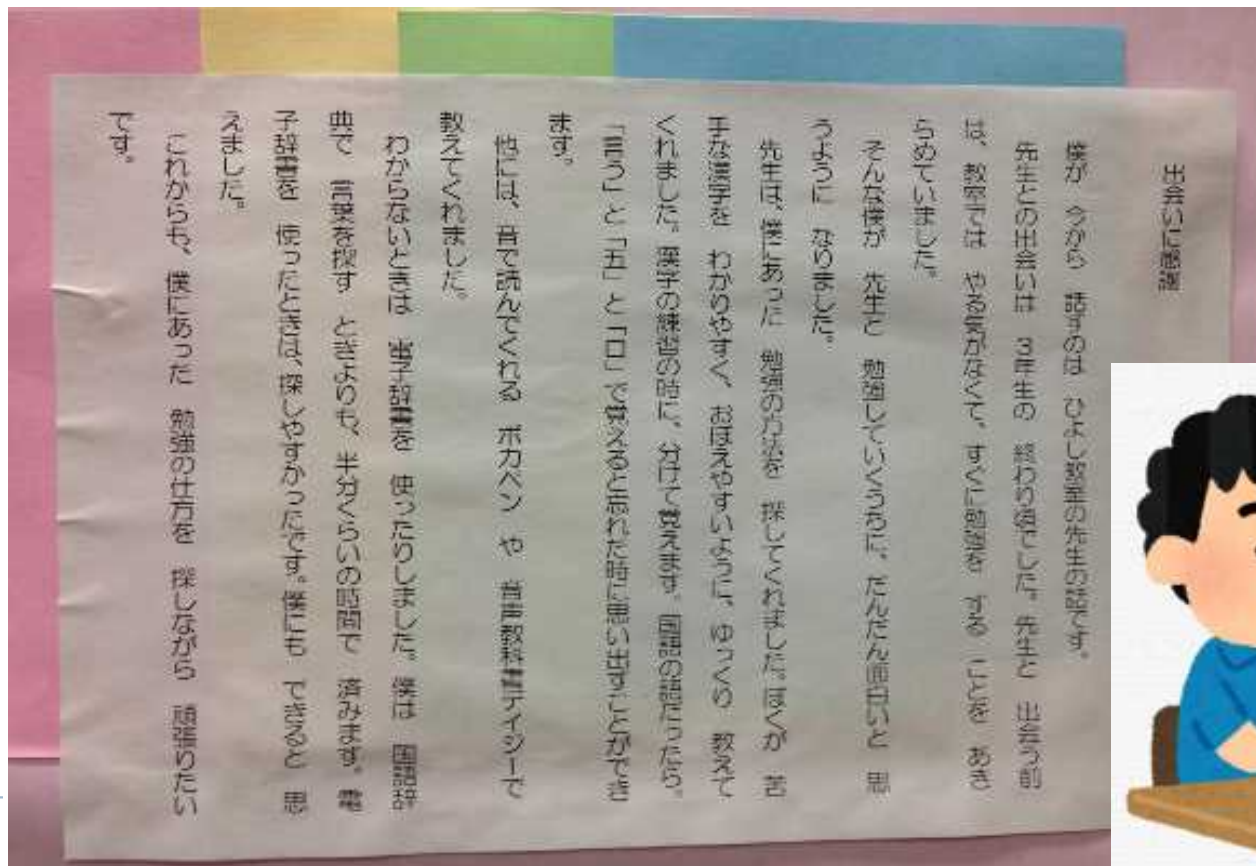 出会いに感謝
僕が 今から 話すのは ひよし教室の先生の話です。
先生との出会いは 3年生の 終わり頃でした。先生と 出会う前
は、教室では やる気がなくて、すぐに勉強を する ことを あき
らめていました。
そんな僕が 先生と 勉強していくうちに、だんだん面白いと 思
うように なりました。
先生は、僕にあった 勉強の方法を 探してくれました。ぼくが 苦
手な漢字を わかりやすく、おぼえやすいように、ゆっくり 教えて
くれました。漢字の練習の時に、分けて覚えます。国語の語だったら、
「言う」と「五」と「口」で覚えると忘れた時に思い出すことができ
ます。
他には、音で読んでくれる ボカペン や 音声教科書デイジーで
教えてくれました。
わからないときは 電子辞書を 使ったりしました。僕は 国語辞
典で 言葉を探す ときよりも、半分くらいの時間で 済みます。電
子辞書を 使ったときは、探しやすかったです。僕にも できると 思
えました。
これからも、僕にあった 勉強の仕方を 探しながら 頑張りたい
です。